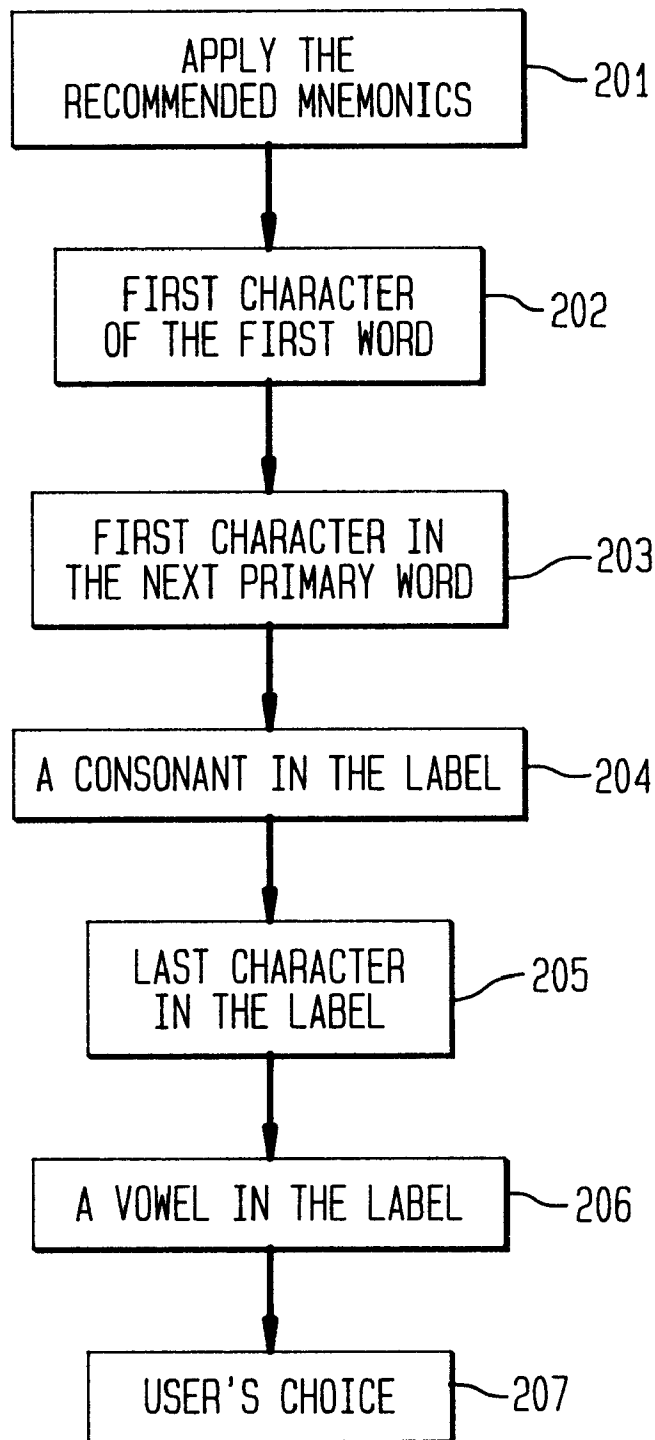 APPLY THE
RECOMMENDED MNEMONICS
201
FIRST CHARACTER
OF THE FIRST WORD
202
FIRST CHARACTER IN
THE NEXT PRIMARY WORD
203
A CONSONANT IN THE LABEL
204
LAST CHARACTER
IN THE LABEL
205
A VOWEL IN THE LABEL
206
USER'S CHOICE
207